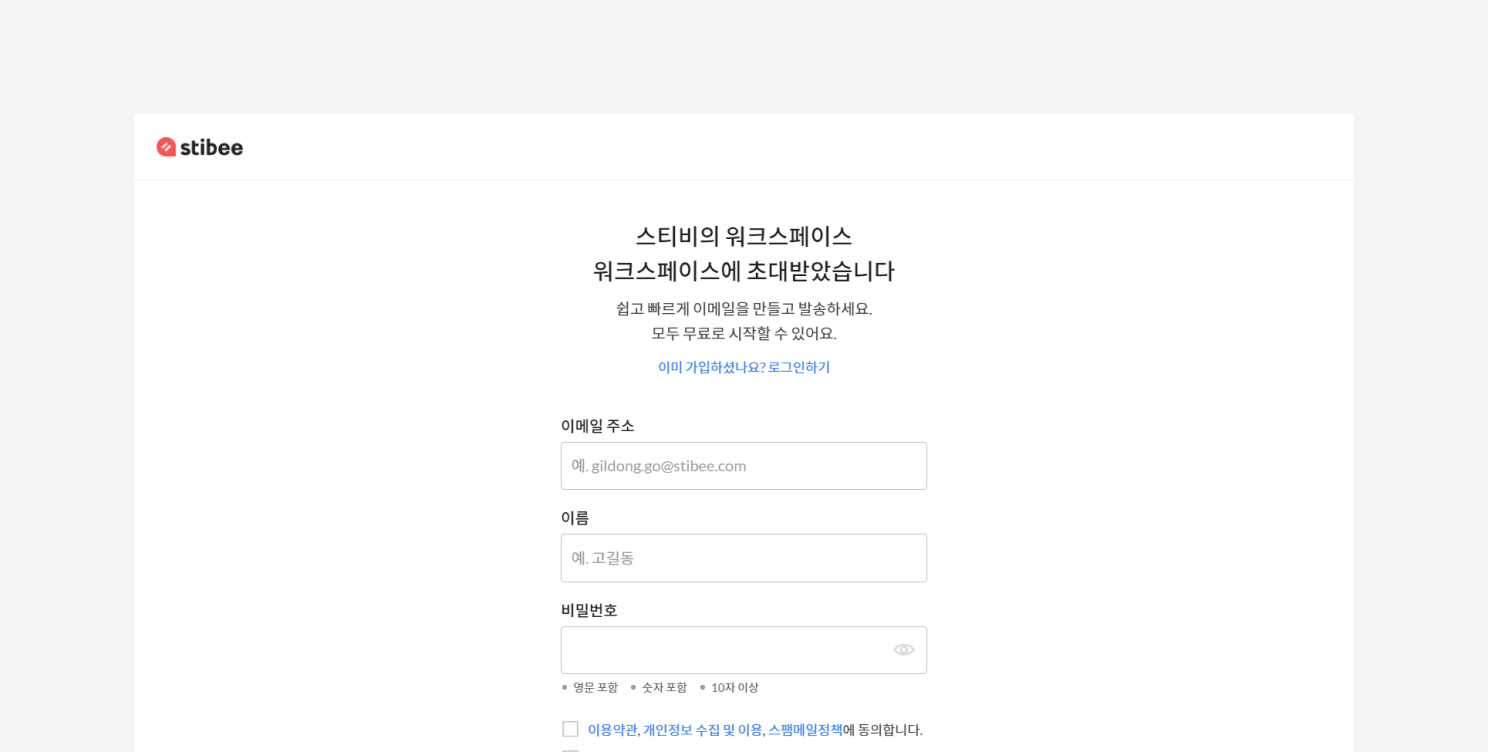 stibee
스티비의 워크스페이스
워크스페이스에 초대받았습니다
쉽고 빠르게 이메일을 만들고 발송하세요.
모두 무료로 시작할 수 있어요.
이미 가입하셨나요? 로그인하기
이메일 주소
예. gildong.go@stibee.com
이름
예. 고길동
비밀번호
• 영문 포함 • 숫자 포함 • 10자 이상
이용약관, 개인정보 수집 및 이용, 스팸메일정책에 동의합니다.